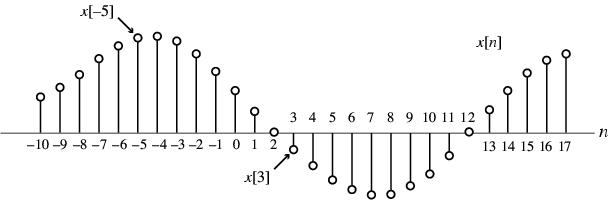 x[–5]
x[n]
3 4 5 6 7 8 9 10 11 12
–10 –9 –8 –7 –6 –5 –4 –3 –2 –1 0 1 2 13 14 15 16 17 n
x[3]